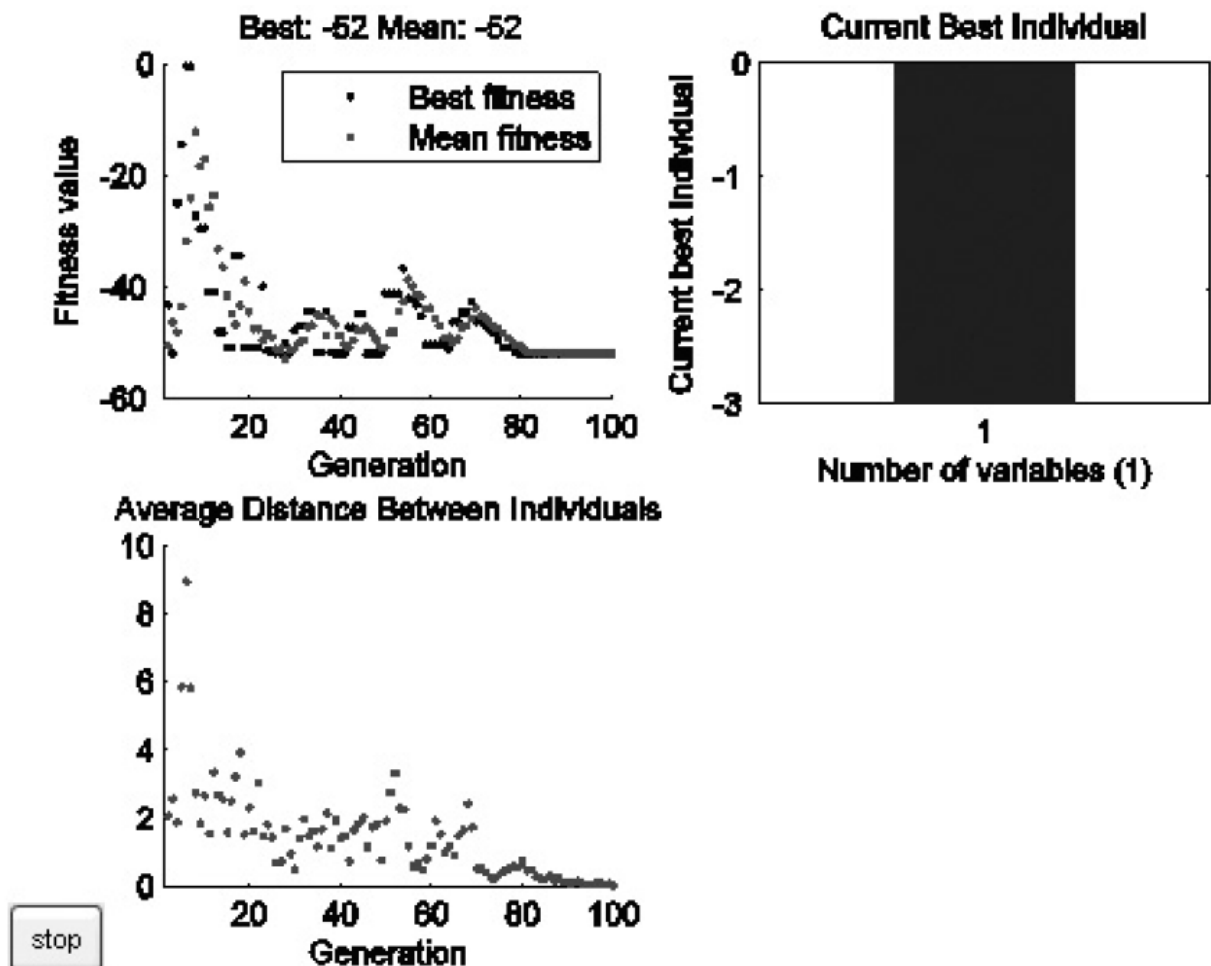 Best: -52 Mean: -52
0
-20
-40
-60
Fitness value
Best fitness
Mean fitness
20 40 60 80 100
Generation
Current Best Individual
0
-1
-2
-3
Current best individual
1
Number of variables (1)
Average Distance Between Individuals
10
8
6
4
2
0
20 40 60 80 100
Generation
stop